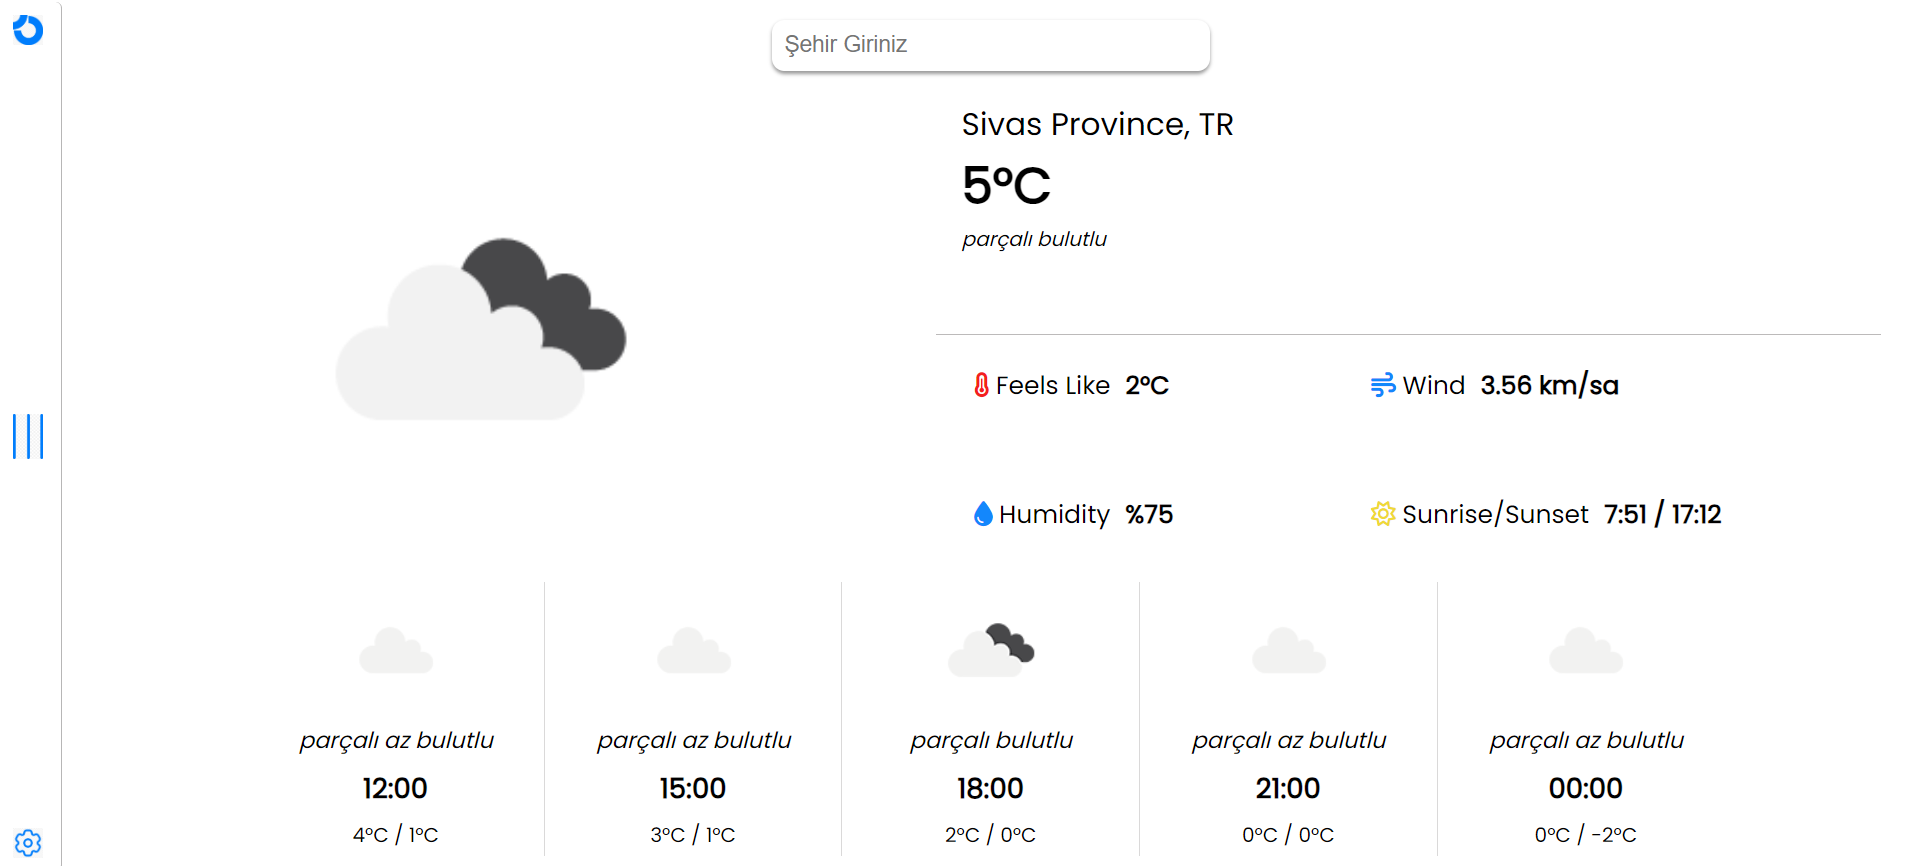 Şehir Giriniz
Sivas Province, TR
5°C
parçalı bulutlu
Feels Like 2°C
Wind 3.56 km/sa
Humidity %75
Sunrise/Sunset 7:51 / 17:12
parçalı az bulutlu
12:00
4°C / 1°C
parçalı az bulutlu
15:00
3°C / 1°C
parçalı bulutlu
18:00
2°C / 0°C
parçalı az bulutlu
21:00
0°C / 0°C
parçalı az bulutlu
00:00
0°C / -2°C